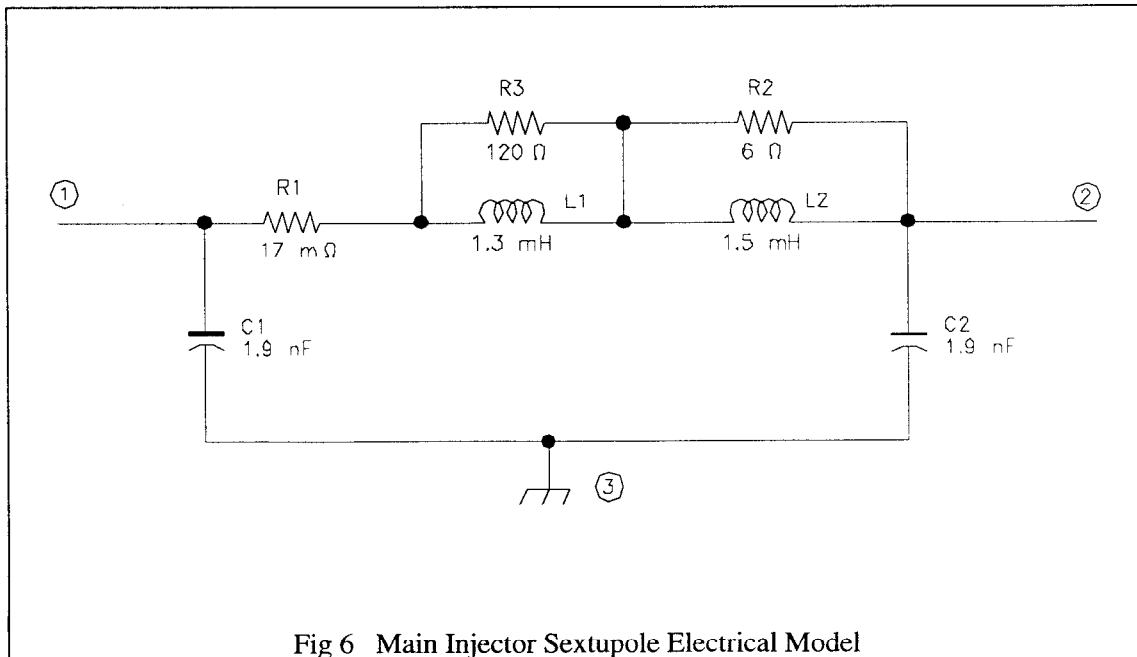 R3
R2
120 Ω
6 Ω
①
R1
L1
L2
②
17 mΩ
1.3 mH
1.5 mH
C1
1.9 nF
C2
1.9 nF
③
Fig 6 Main Injector Sextupole Electrical Model